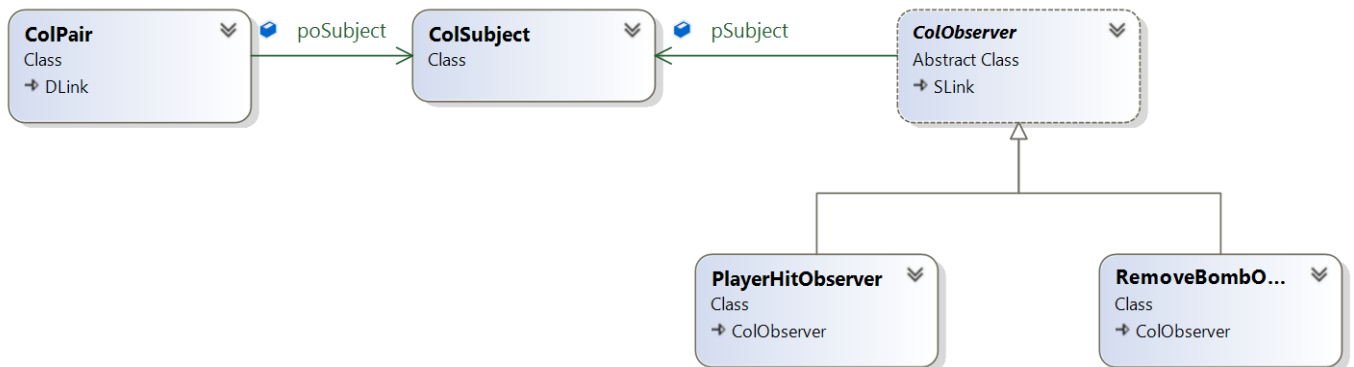 ColPair
Class
DLink
poSubject
ColSubject
Class
pSubject
ColObserver
Abstract Class
SLink
PlayerHitObserver
Class
ColObserver
RemoveBombO...
Class
ColObserver